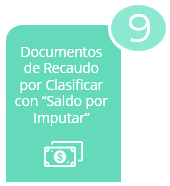 9
Documentos
de Recaudo
por Clasificar
con “Saldo por
Imputar”
$